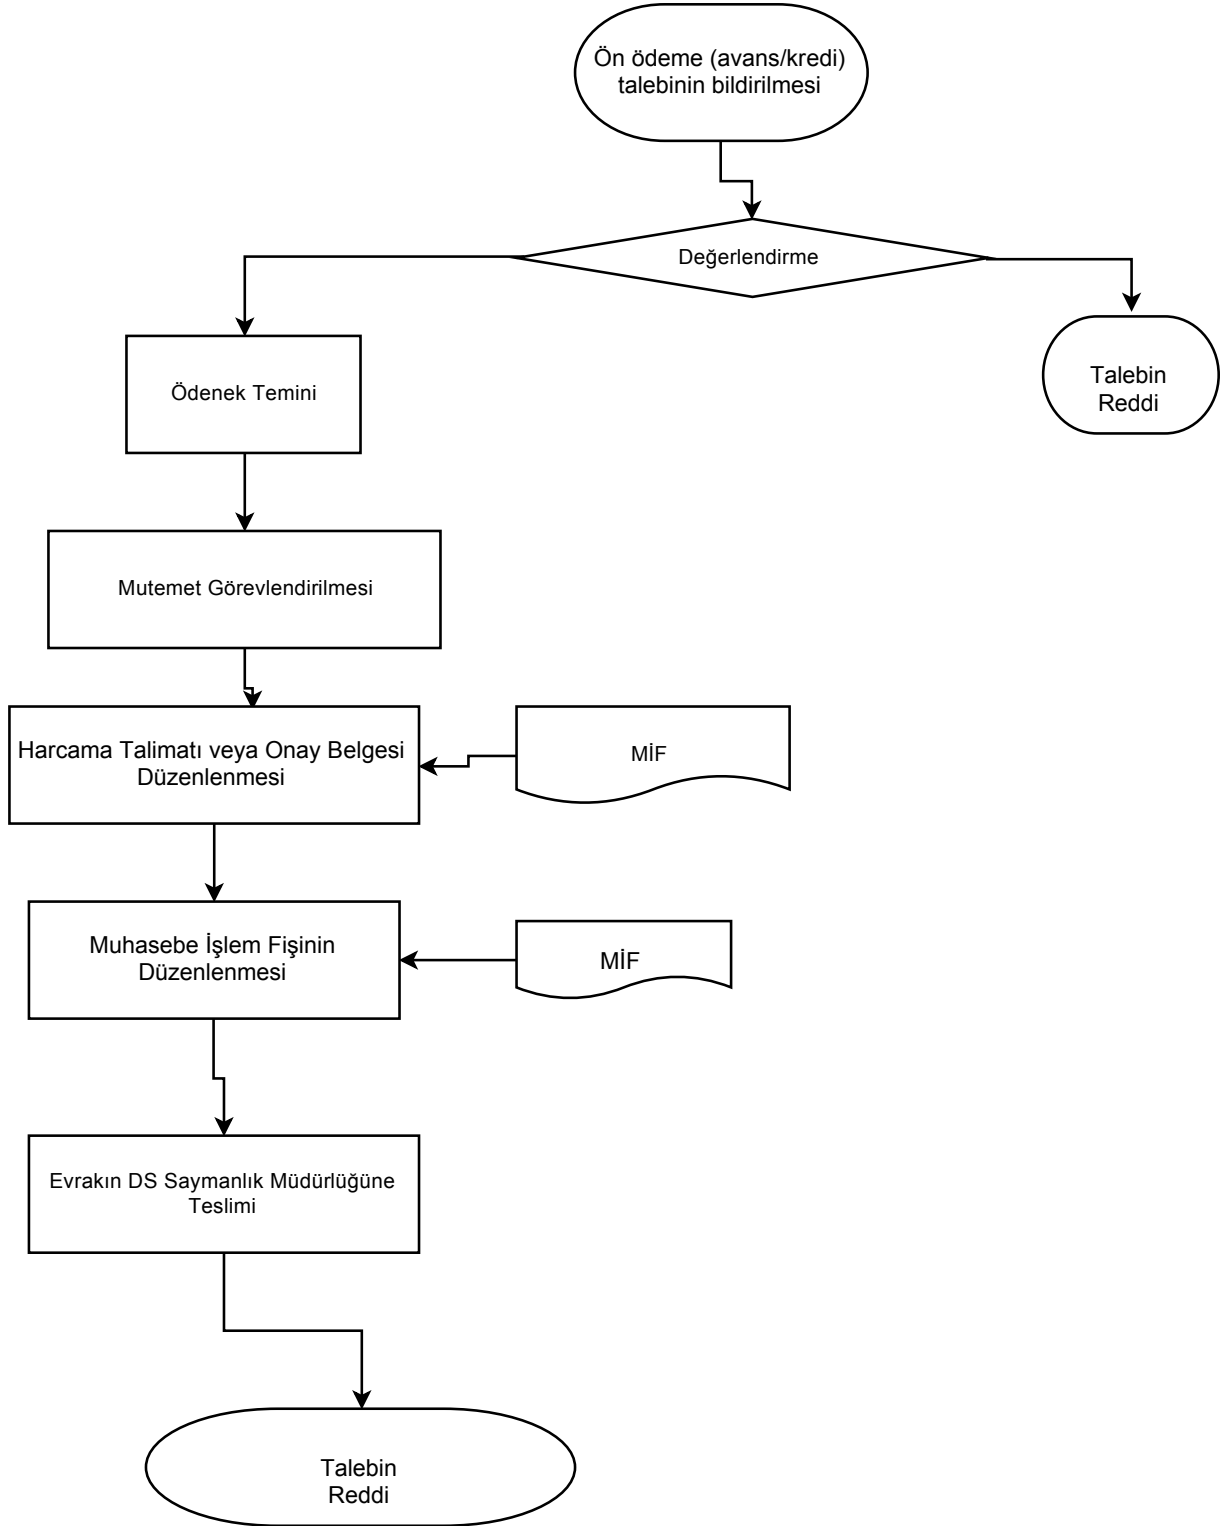 Ön ödeme (avans/kredi)
talebinin bildirilmesi
Değerlendirme
Talebin
Reddi
Ödenek Temini
Mutemet Görevlendirilmesi
Harcama Talimatı veya Onay Belgesi
Düzenlenmesi
MİF
Muhasebe İşlem Fişinin
Düzenlenmesi
MİF
Evrakın DS Saymanlık Müdürlüğüne
Teslimi
Talebin
Reddi